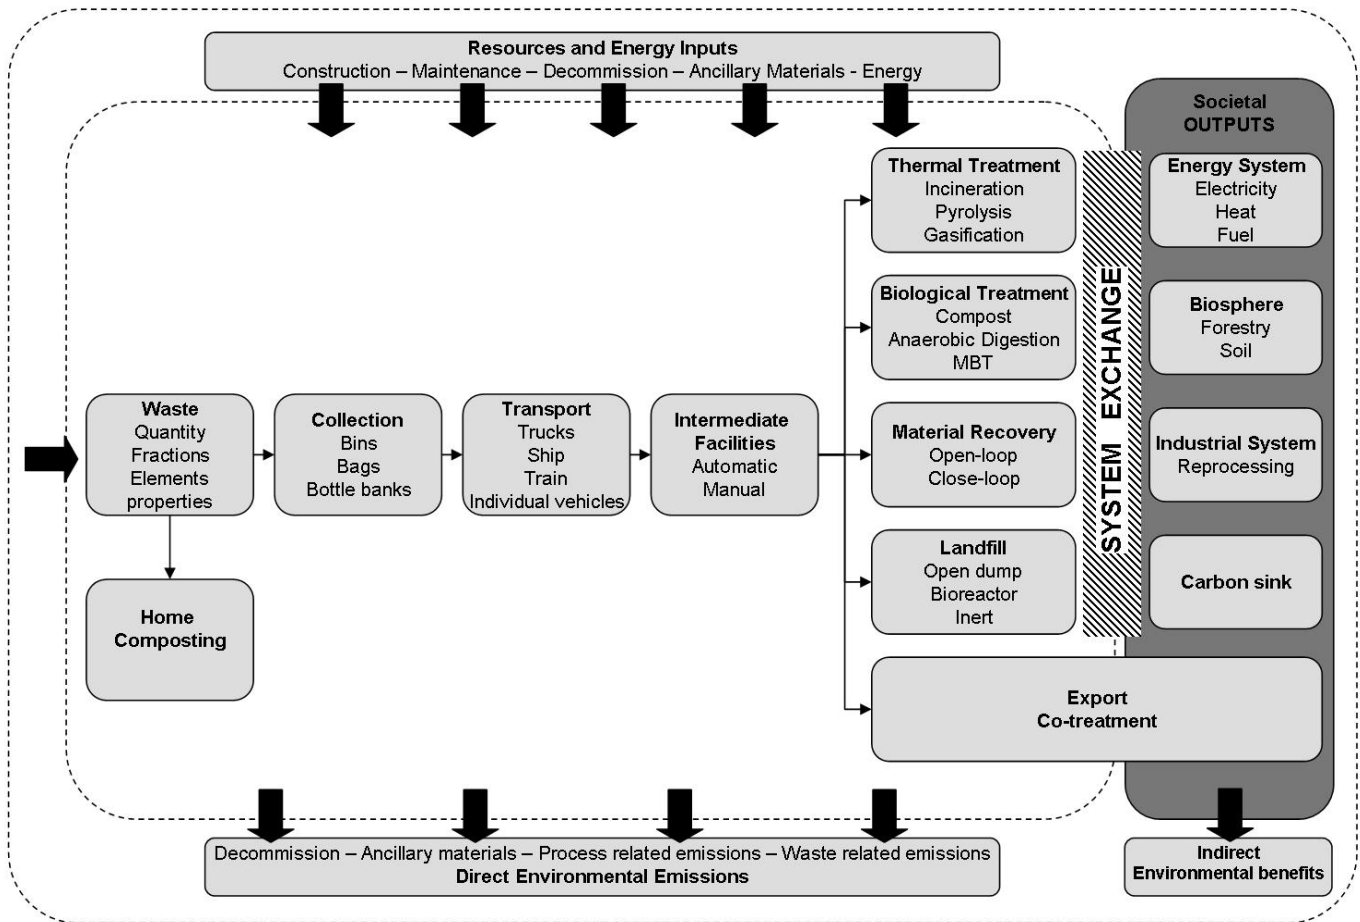 Resources and Energy Inputs
Construction – Maintenance – Decommission – Ancillary Materials - Energy
Societal
OUTPUTS
Thermal Treatment
Incineration
Pyrolysis
Gasification
Energy System
Electricity
Heat
Fuel
Biological Treatment
Compost
Anaerobic Digestion
MBT
Biosphere
Forestry
Soil
SYSTEM EXCHANGE
Waste
Quantity
Fractions
Elements
properties
Collection
Bins
Bags
Bottle banks
Transport
Trucks
Ship
Train
Individual vehicles
Intermediate
Facilities
Automatic
Manual
Material Recovery
Open-loop
Close-loop
Industrial System
Reprocessing
Landfill
Open dump
Bioreactor
Inert
Carbon sink
Home
Composting
Export
Co-treatment
Decommission – Ancillary materials – Process related emissions – Waste related emissions
Direct Environmental Emissions
Indirect
Environmental benefits